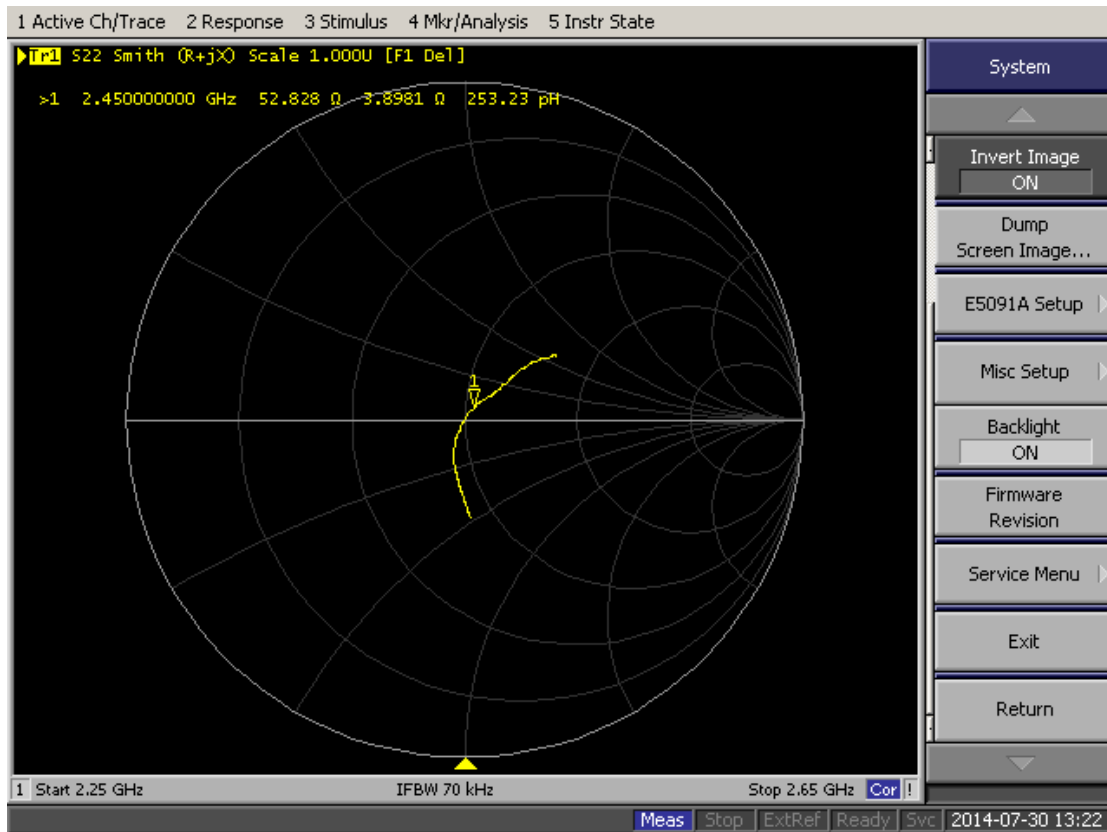 1 Active Ch/Trace 2 Response 3 Stimulus 4 Mkr/Analysis 5 Instr State
Tr1 S22 Smith (R+jX) Scale 1.000U [F1 Del]
>1 2.450000000 GHz 52.828 Ω 3.8981 Ω 253.23 pH
1
System
Invert Image
ON
Dump
Screen Image...
E5091A Setup
Misc Setup
Backlight
ON
Firmware
Revision
Service Menu
Exit
Return
1 Start 2.25 GHz IFBW 70 kHz Stop 2.65 GHz Cor !
Meas Stop ExtRef Ready Svc 2014-07-30 13:22